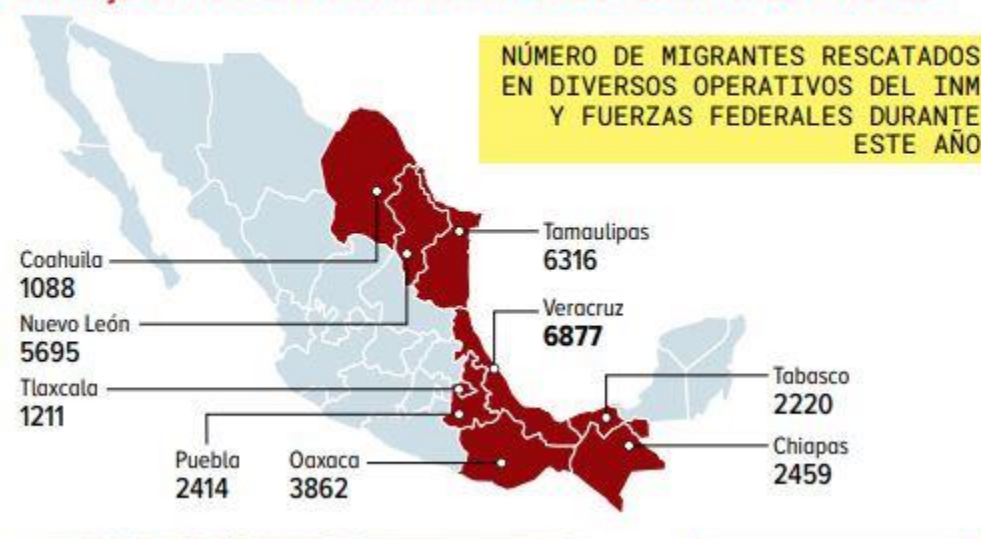 NÚMERO DE MIGRANTES RESCATADOS
EN DIVERSOS OPERATIVOS DEL INM
Y FUERZAS FEDERALES DURANTE
ESTE AÑO
Tamaulipas
6316
Coahuila
1088
Veracruz
6877
Nuevo León
5695
Tlaxcala
1211
Tabasco
2220
Puebla
2414
Oaxaca
3862
Chiapas
2459